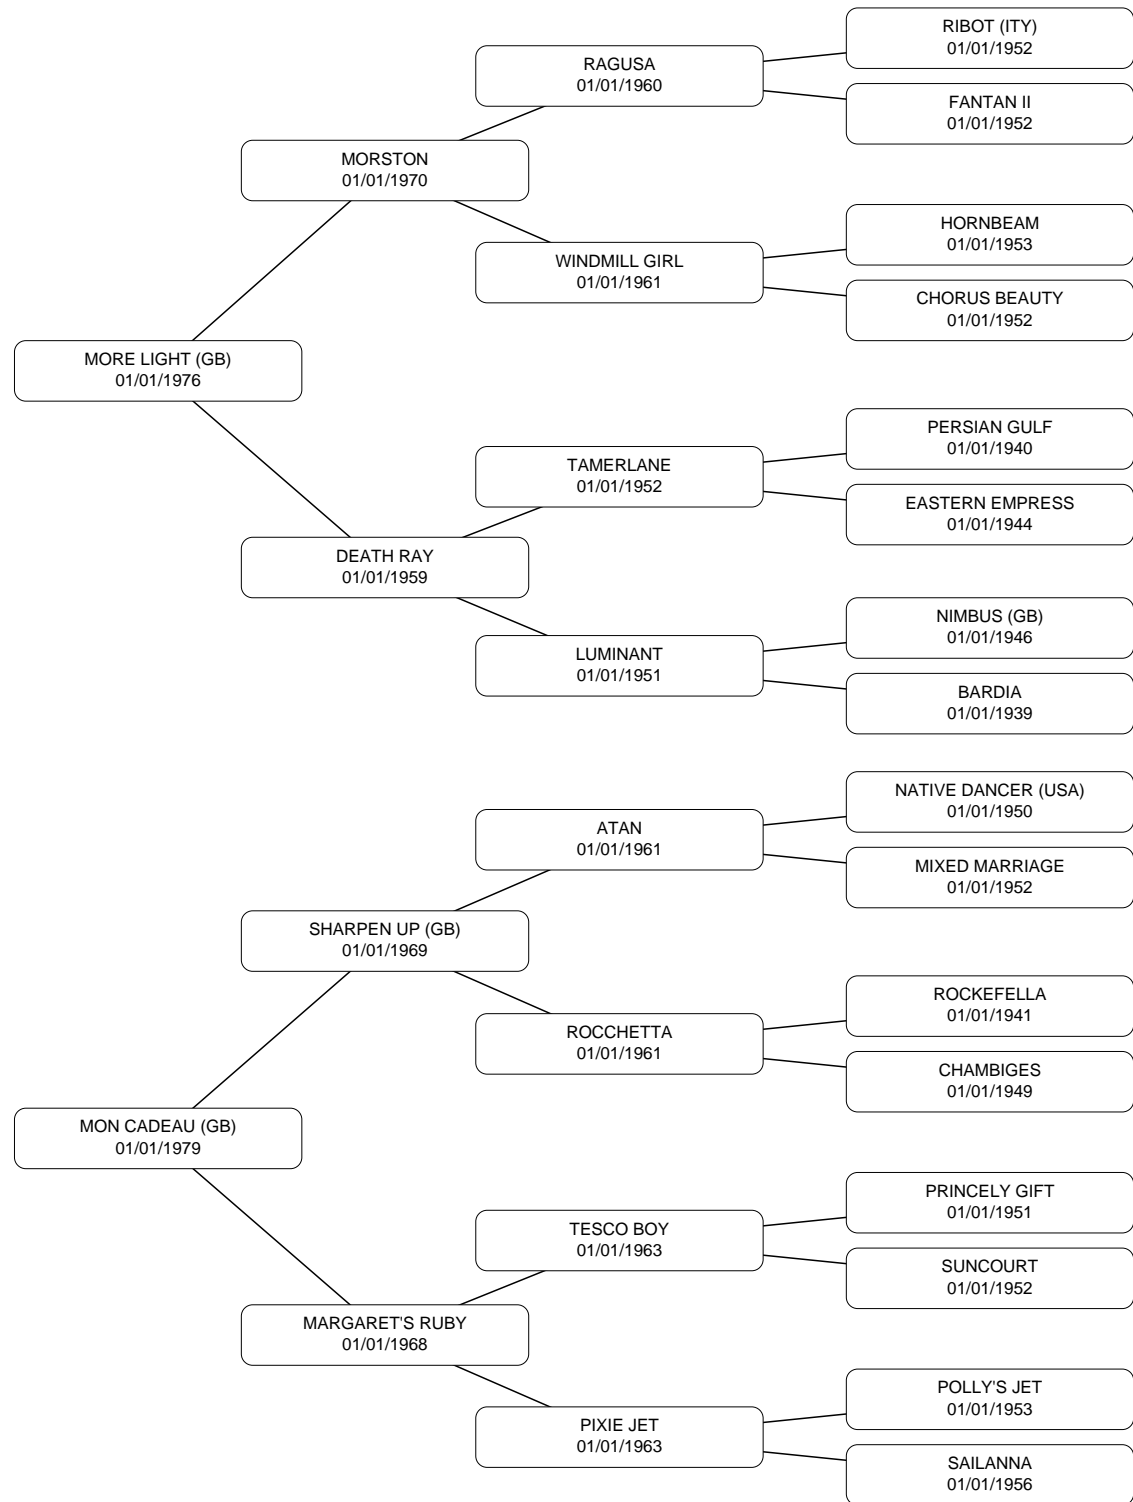 RIBOT (ITY)
01/01/1952
RAGUSA
01/01/1960
FANTAN II
01/01/1952
MORSTON
01/01/1970
HORNBEAM
01/01/1953
WINDMILL GIRL
01/01/1961
CHORUS BEAUTY
01/01/1952
MORE LIGHT (GB)
01/01/1976
PERSIAN GULF
01/01/1940
TAMERLANE
01/01/1952
EASTERN EMPRESS
01/01/1944
DEATH RAY
01/01/1959
NIMBUS (GB)
01/01/1946
LUMINANT
01/01/1951
BARDIA
01/01/1939
NATIVE DANCER (USA)
01/01/1950
ATAN
01/01/1961
MIXED MARRIAGE
01/01/1952
SHARPEN UP (GB)
01/01/1969
ROCKEFELLA
01/01/1941
ROCCHETTA
01/01/1961
CHAMBIGES
01/01/1949
MON CADEAU (GB)
01/01/1979
PRINCELY GIFT
01/01/1951
TESCO BOY
01/01/1963
SUNCOURT
01/01/1952
MARGARET'S RUBY
01/01/1968
POLLY'S JET
01/01/1953
PIXIE JET
01/01/1963
SAILANNA
01/01/1956